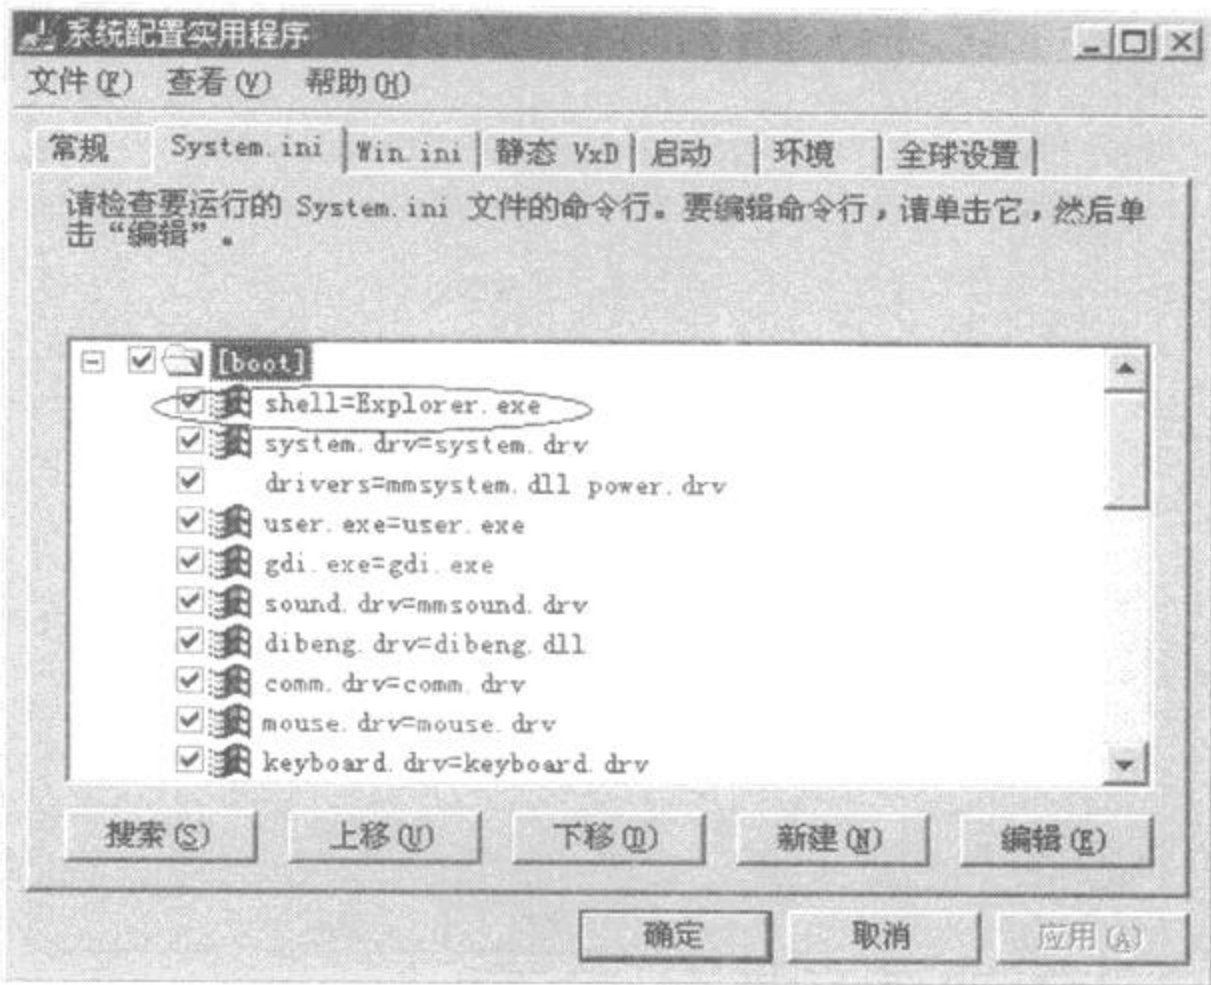 系统配置实用程序
文件(F) 查看(V) 帮助(H)
常规 System.ini Win.ini 静态 VxD 启动 环境 全球设置
请检查要运行的 System.ini 文件的命令行。要编辑命令行，请单击它，然后单
击“编辑”。
[boot]
shell=Explorer.exe
system.drv=system.drv
drivers=mmsystem.dll power.drv
user.exe=user.exe
gdi.exe=gdi.exe
sound.drv=mmsound.drv
dibeng.drv=dibeng.dll
comm.drv=comm.drv
mouse.drv=mouse.drv
keyboard.drv=keyboard.drv
搜索(S) 上移(U) 下移(D) 新建(N) 编辑(E)
确定 取消 应用(A)